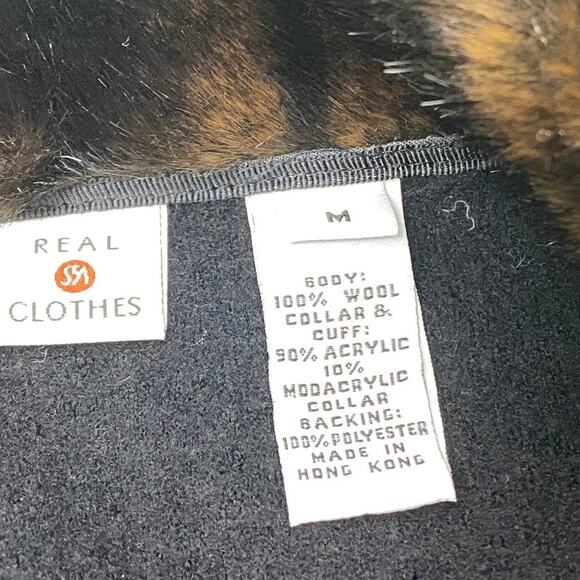 REAL
CLOTHES
M
BODY:
100% WOOL
COLLAR &
CUFF:
90% ACRYLIC
10%
MODACRYLIC
COLLAR
BACKING:
100% POLYESTER
MADE IN
HONG KONG